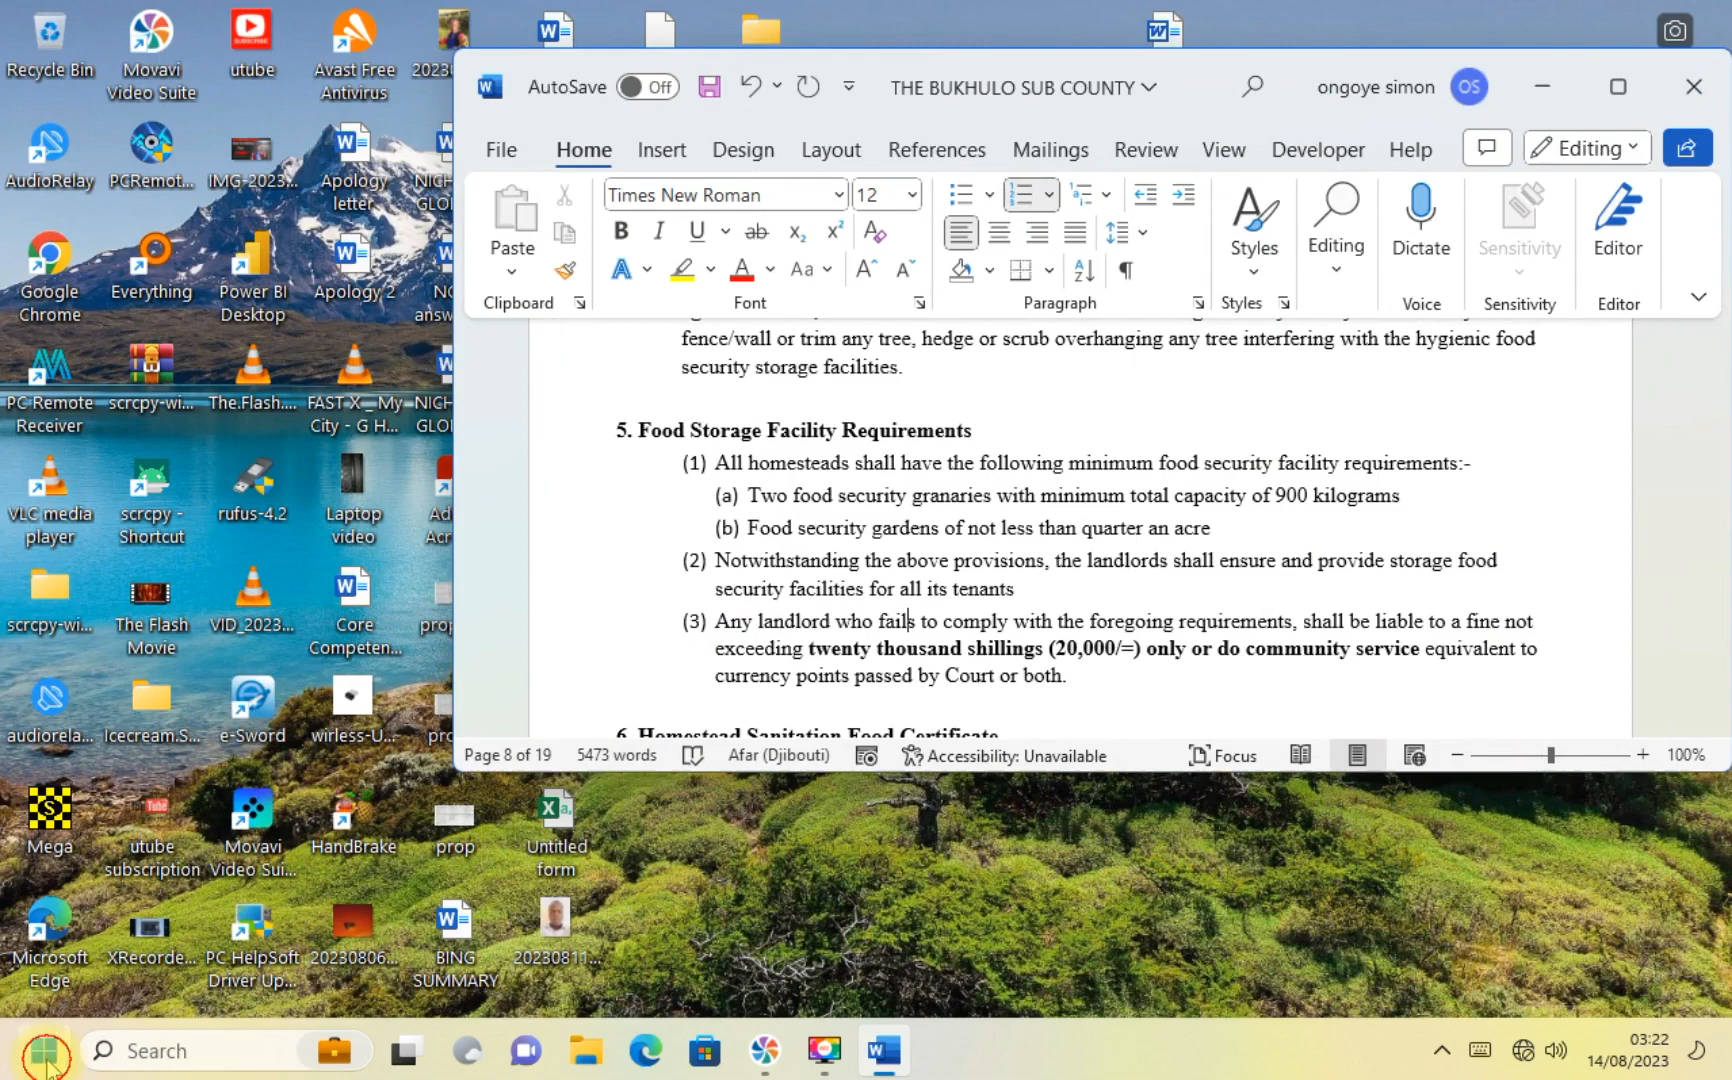 Recycle Bin
Movavi
Video Suite
utube
Avast Free
Antivirus
AudioRelay
PCRemot...
IMG-2023...
Apology
letter
Google
Chrome
Everything
Power BI
Desktop
Apology 2
PC Remote
Receiver
scrcpy-wi...
The.Flash....
FAST X _ My
City - G H...
VLC media
player
scrcpy -
Shortcut
rufus-4.2
Laptop
video
scrcpy-wi...
The Flash
Movie
VID_2023...
Core
Competen...
audiorela...
Icecream.S...
e-Sword
wirless-U...
Mega
utube
subscription
Movavi
Video Sui...
HandBrake
prop
Untitled
form
Microsoft
Edge
XRecorde...
PC HelpSoft
Driver Up...
20230806...
BING
SUMMARY
20230811...
AutoSave Off THE BUKHULO SUB COUNTY ongoye simon OS
File Home Insert Design Layout References Mailings Review View Developer Help Editing
Times New Roman 12
Paste Styles Editing Dictate Sensitivity Editor
Clipboard Font Paragraph Styles Voice Sensitivity Editor
fence/wall or trim any tree, hedge or scrub overhanging any tree interfering with the hygienic food
security storage facilities.
5. Food Storage Facility Requirements
(1) All homesteads shall have the following minimum food security facility requirements:-
(a) Two food security granaries with minimum total capacity of 900 kilograms
(b) Food security gardens of not less than quarter an acre
(2) Notwithstanding the above provisions, the landlords shall ensure and provide storage food
security facilities for all its tenants
(3) Any landlord who fails to comply with the foregoing requirements, shall be liable to a fine not
exceeding twenty thousand shillings (20,000/=) only or do community service equivalent to
currency points passed by Court or both.
6. Homestead Sanitation Food Certificate
Page 8 of 19 5473 words Afar (Djibouti) Accessibility: Unavailable Focus 100%
Search
03:22
14/08/2023